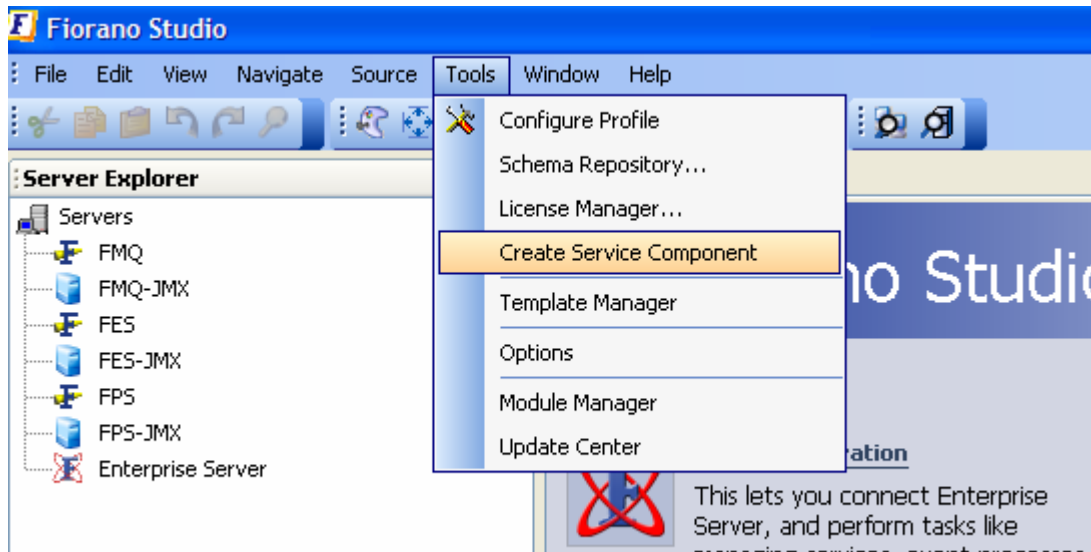 Fiorano Studio
File Edit View Navigate Source Tools Window Help
Configure Profile
Schema Repository...
License Manager...
Create Service Component
Template Manager
Options
Module Manager
Update Center
Server Explorer
Servers
FMQ
FMQ-JMX
FES
FES-JMX
FPS
FPS-JMX
Enterprise Server
no Studi
ration
This lets you connect Enterprise
Server, and perform tasks like